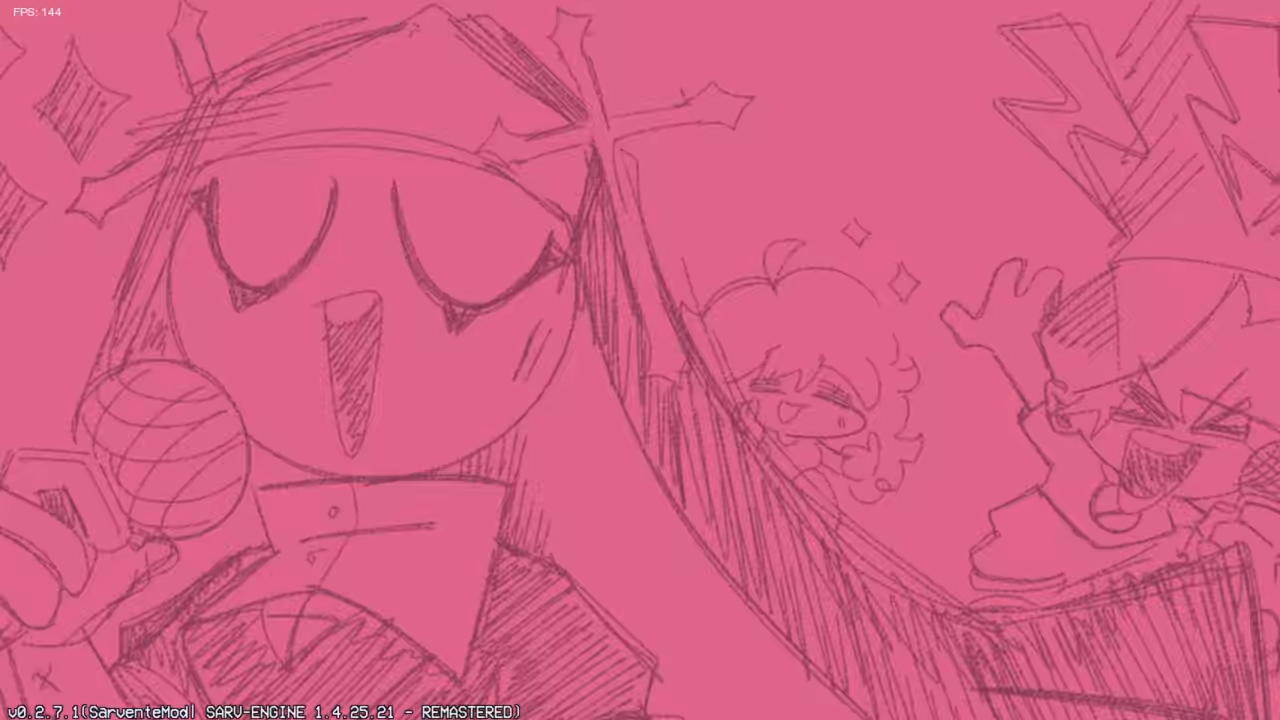 FPS: 144
v0.2.7.1(SarventeMod| SARV-ENGINE 1.4.25.21 - REMASTERED)